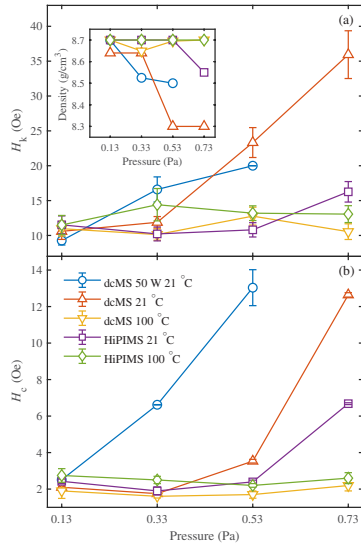 (a)
40
35
30
25
20
15
10
H_k (Oe)
8.7
8.6
8.5
8.4
8.3
Density (g/cm³)
0.13 0.33 0.53 0.73
Pressure (Pa)
(b)
14
12
10
8
6
4
2
H_c (Oe)
dcMS 50 W 21 °C
dcMS 21 °C
dcMS 100 °C
HiPIMS 21 °C
HiPIMS 100 °C
0.13 0.33 0.53 0.73
Pressure (Pa)